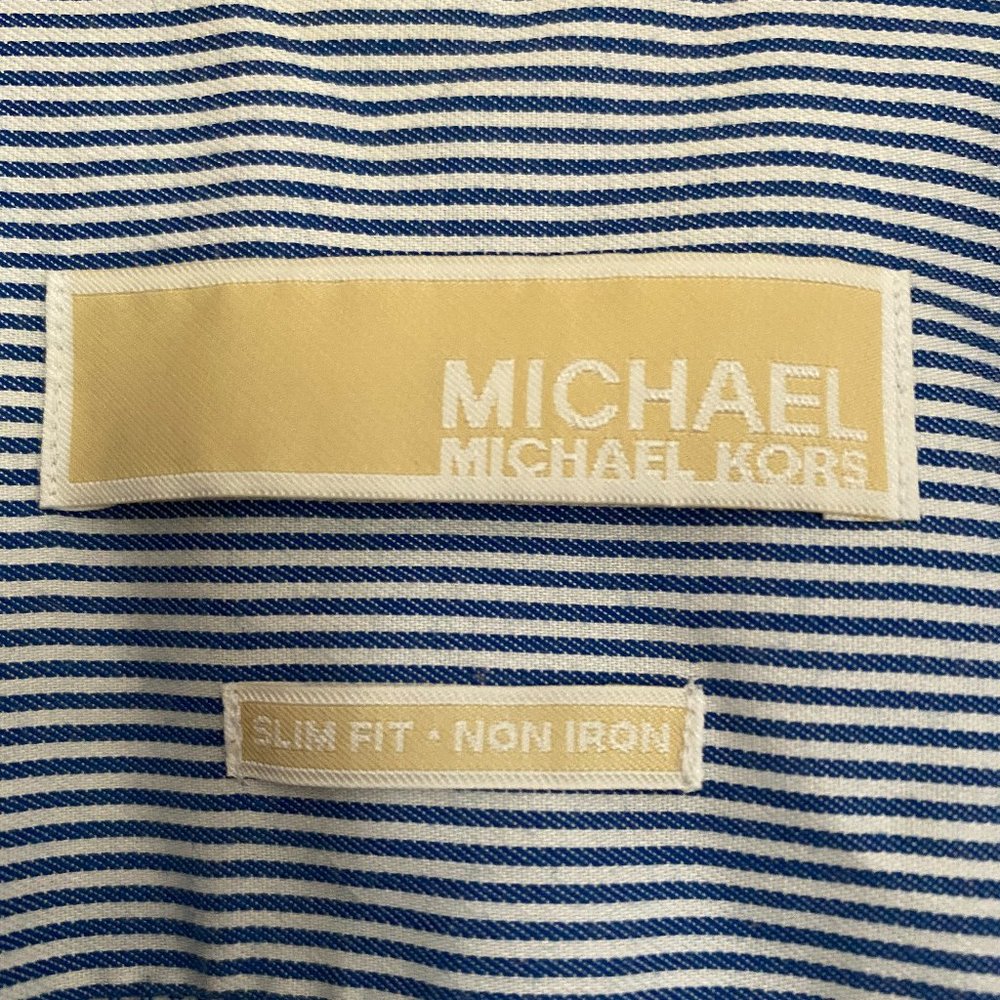 MICHAEL
MICHAEL KORS
SLIM FIT • NON IRON